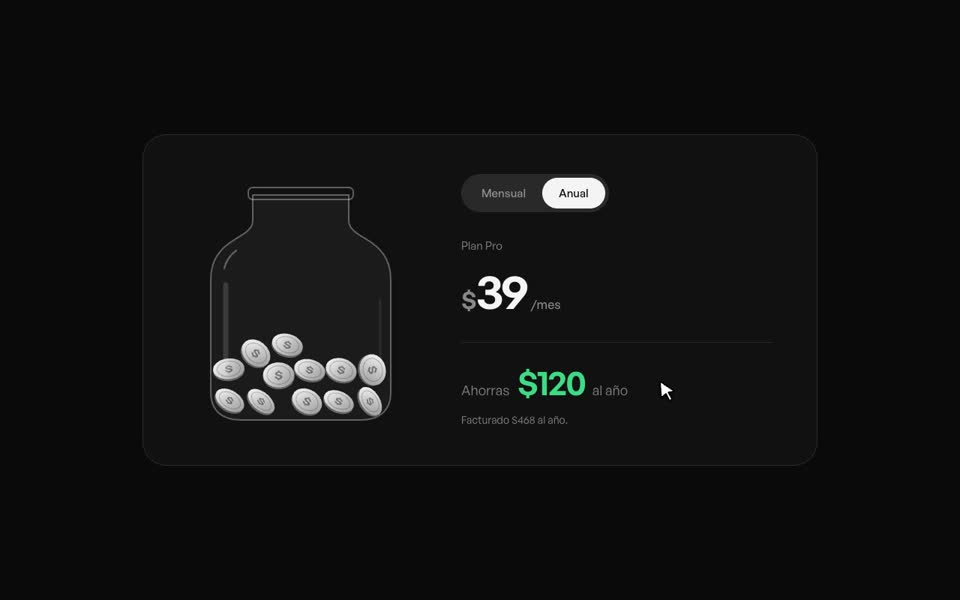 Mensual Anual
Plan Pro
$39 /mes
Ahorras $120 al año
Facturado $468 al año.
$ $ $ $ $ $ $ $ $ $ $ $ $